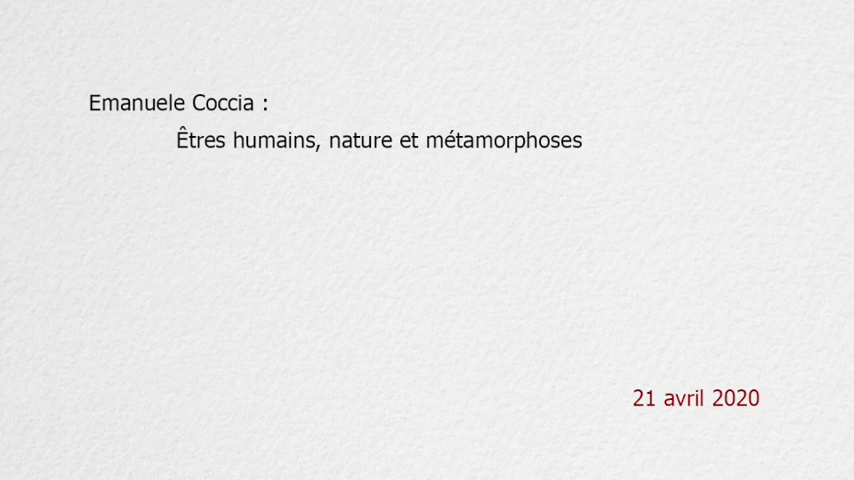 Emanuele Coccia :
Êtres humains, nature et métamorphoses
21 avril 2020